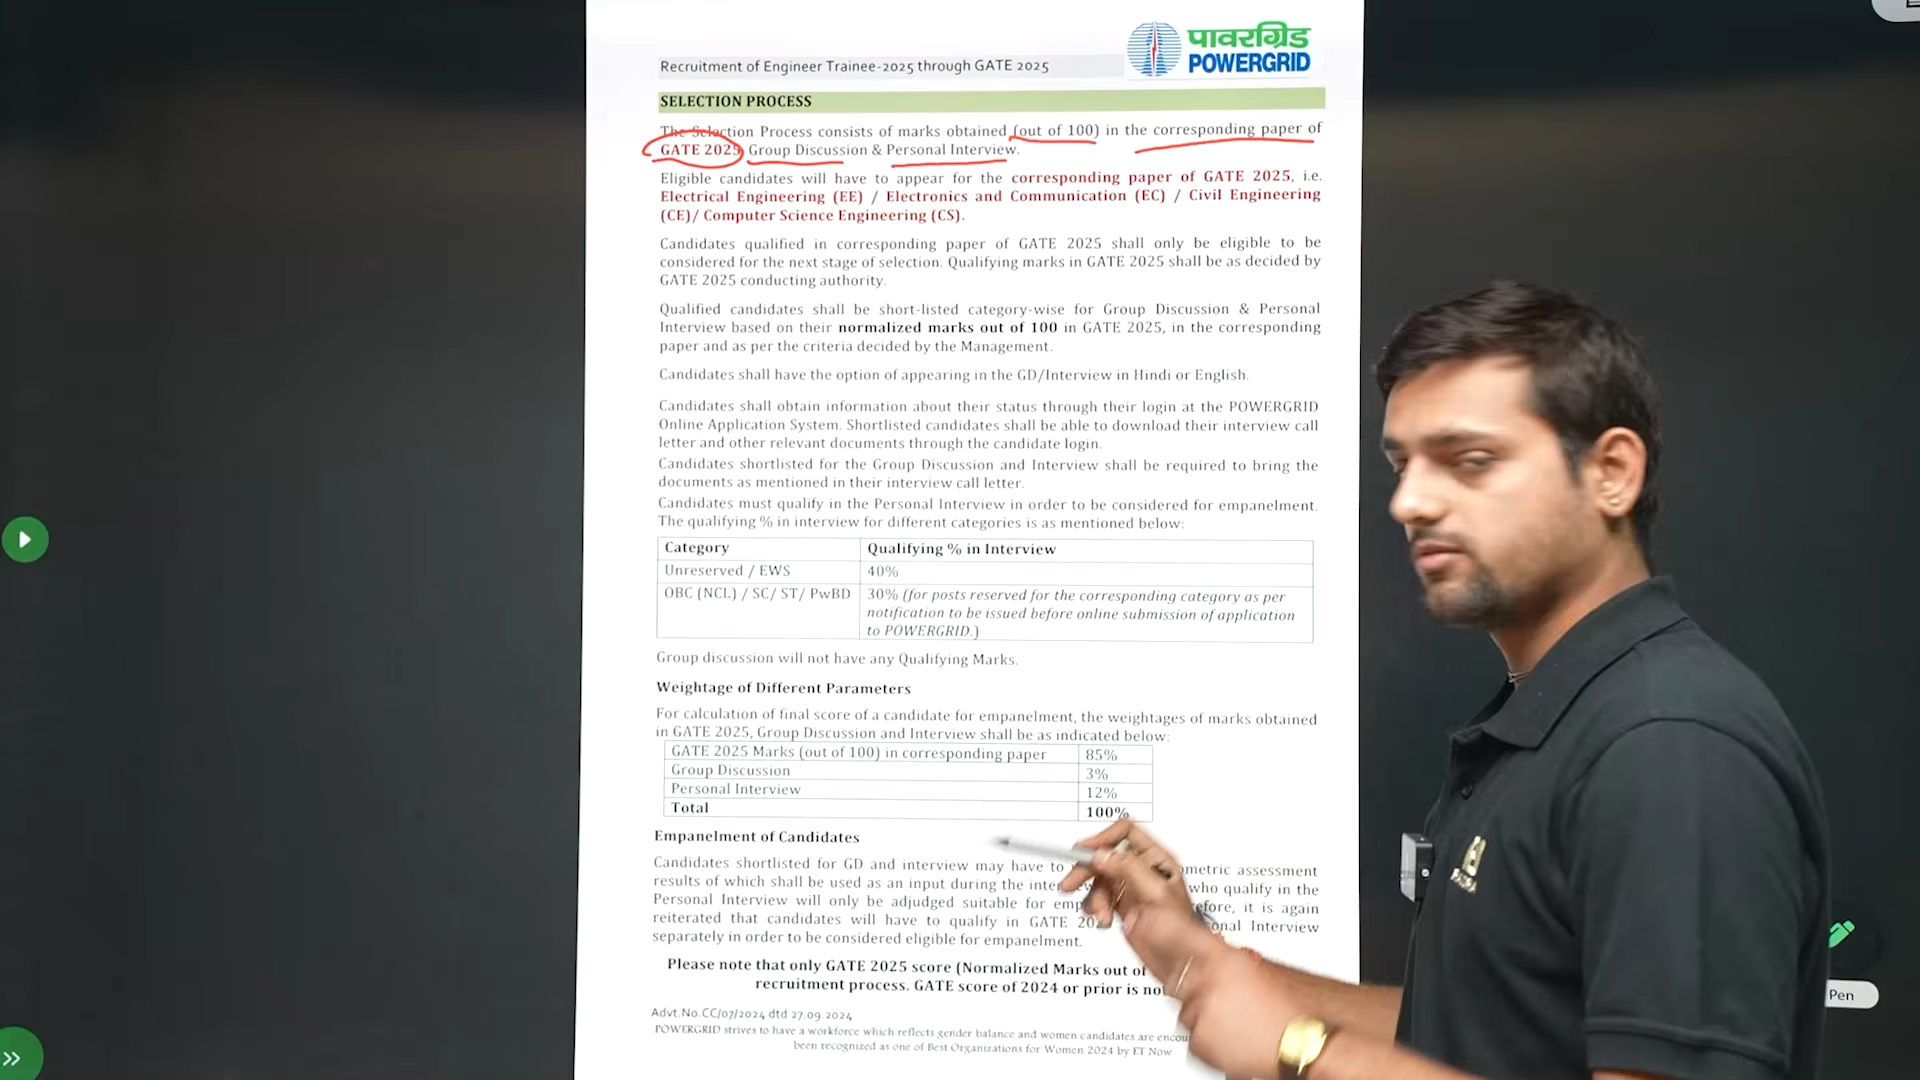 पावरग्रिड
POWERGRID
Recruitment of Engineer Trainee-2025 through GATE 2025
SELECTION PROCESS
The Selection Process consists of marks obtained (out of 100) in the corresponding paper of
GATE 2025 Group Discussion & Personal Interview.
Eligible candidates will have to appear for the corresponding paper of GATE 2025, i.e.
Electrical Engineering (EE) / Electronics and Communication (EC) / Civil Engineering
(CE)/ Computer Science Engineering (CS).
Candidates qualified in corresponding paper of GATE 2025 shall only be eligible to be
considered for the next stage of selection. Qualifying marks in GATE 2025 shall be as decided by
GATE 2025 conducting authority.
Qualified candidates shall be short-listed category-wise for Group Discussion & Personal
Interview based on their normalized marks out of 100 in GATE 2025, in the corresponding
paper and as per the criteria decided by the Management.
Candidates shall have the option of appearing in the GD/Interview in Hindi or English.
Candidates shall obtain information about their status through their login at the POWERGRID
Online Application System. Shortlisted candidates shall be able to download their interview call
letter and other relevant documents through the candidate login.
Candidates shortlisted for the Group Discussion and Interview shall be required to bring the
documents as mentioned in their interview call letter.
Candidates must qualify in the Personal Interview in order to be considered for empanelment.
The qualifying % in interview for different categories is as mentioned below:
Category Qualifying % in Interview
Unreserved / EWS 40%
OBC (NCL) / SC/ ST/ PwBD 30% (for posts reserved for the corresponding category as per
notification to be issued before online submission of application
to POWERGRID.)
Group discussion will not have any Qualifying Marks.
Weightage of Different Parameters
For calculation of final score of a candidate for empanelment, the weightages of marks obtained
in GATE 2025, Group Discussion and Interview shall be as indicated below:
GATE 2025 Marks (out of 100) in corresponding paper 85%
Group Discussion 3%
Personal Interview 12%
Total 100%
Empanelment of Candidates
Candidates shortlisted for GD and interview may have to ometric assessment
results of which shall be used as an input during the inter who qualify in the
Personal Interview will only be adjudged suitable for emp efore, it is again
reiterated that candidates will have to qualify in GATE 202 onal Interview
separately in order to be considered eligible for empanelment.
Please note that only GATE 2025 score (Normalized Marks out of
recruitment process. GATE score of 2024 or prior is no
Advt.No.CC/07/2024 dtd 27.09.2024
POWERGRID strives to have a workforce which reflects gender balance and women candidates are encou
been recognized as one of Best Organizations for Women 2024 by ET Now
Pen